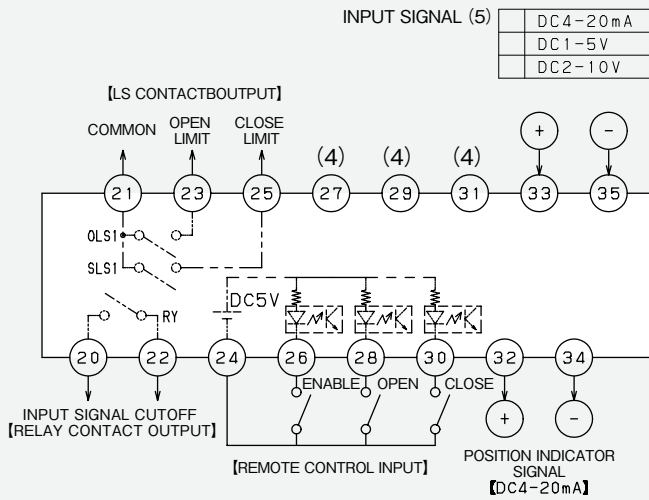 INPUT SIGNAL (5)
DC4-20mA
DC1-5V
DC2-10V
【LS CONTACTBOUTPUT】
COMMON
OPEN
LIMIT
CLOSE
LIMIT
(4) (4) (4) + -
21 23 25 27 29 31 33 35
OLS1
SLS1
DC5V
RY
20 22 24 26 28 30 32 34
ENABLE OPEN CLOSE
+ -
INPUT SIGNAL CUTOFF
【RELAY CONTACT OUTPUT】
【REMOTE CONTROL INPUT】
POSITION INDICATOR
SIGNAL
【DC4-20mA】